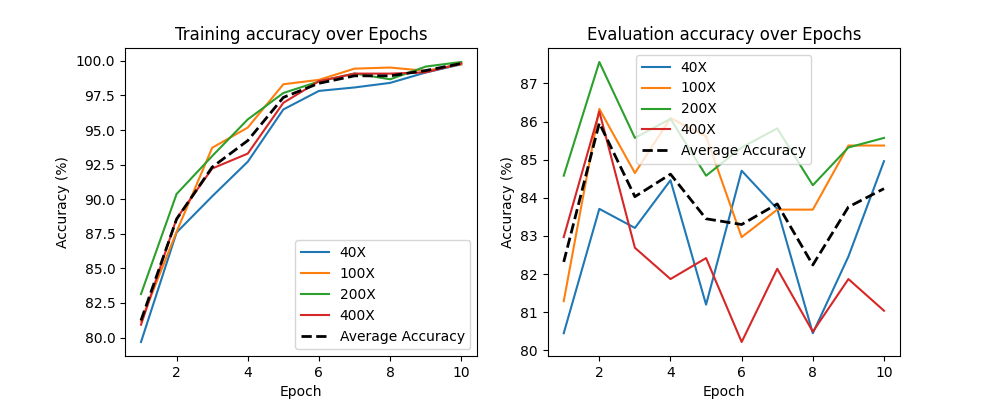 Training accuracy over Epochs
Accuracy (%)
100.0
97.5
95.0
92.5
90.0
87.5
85.0
82.5
80.0
40X
100X
200X
400X
Average Accuracy
2 4 6 8 10
Epoch
Evaluation accuracy over Epochs
Accuracy (%)
87
86
85
84
83
82
81
80
40X
100X
200X
400X
Average Accuracy
2 4 6 8 10
Epoch